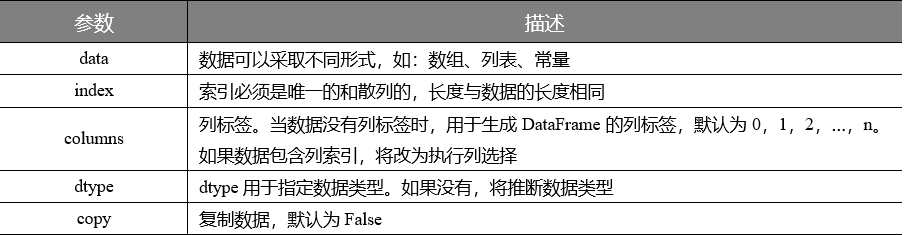 参数 描述
data 数据可以采取不同形式，如：数组、列表、常量
index 索引必须是唯一的和散列的，长度与数据的长度相同
columns 列标签。当数据没有列标签时，用于生成 DataFrame 的列标签，默认为 0，1，2，…，n。
如果数据包含列索引，将改为执行列选择
dtype dtype 用于指定数据类型。如果没有，将推断数据类型
copy 复制数据，默认为 False